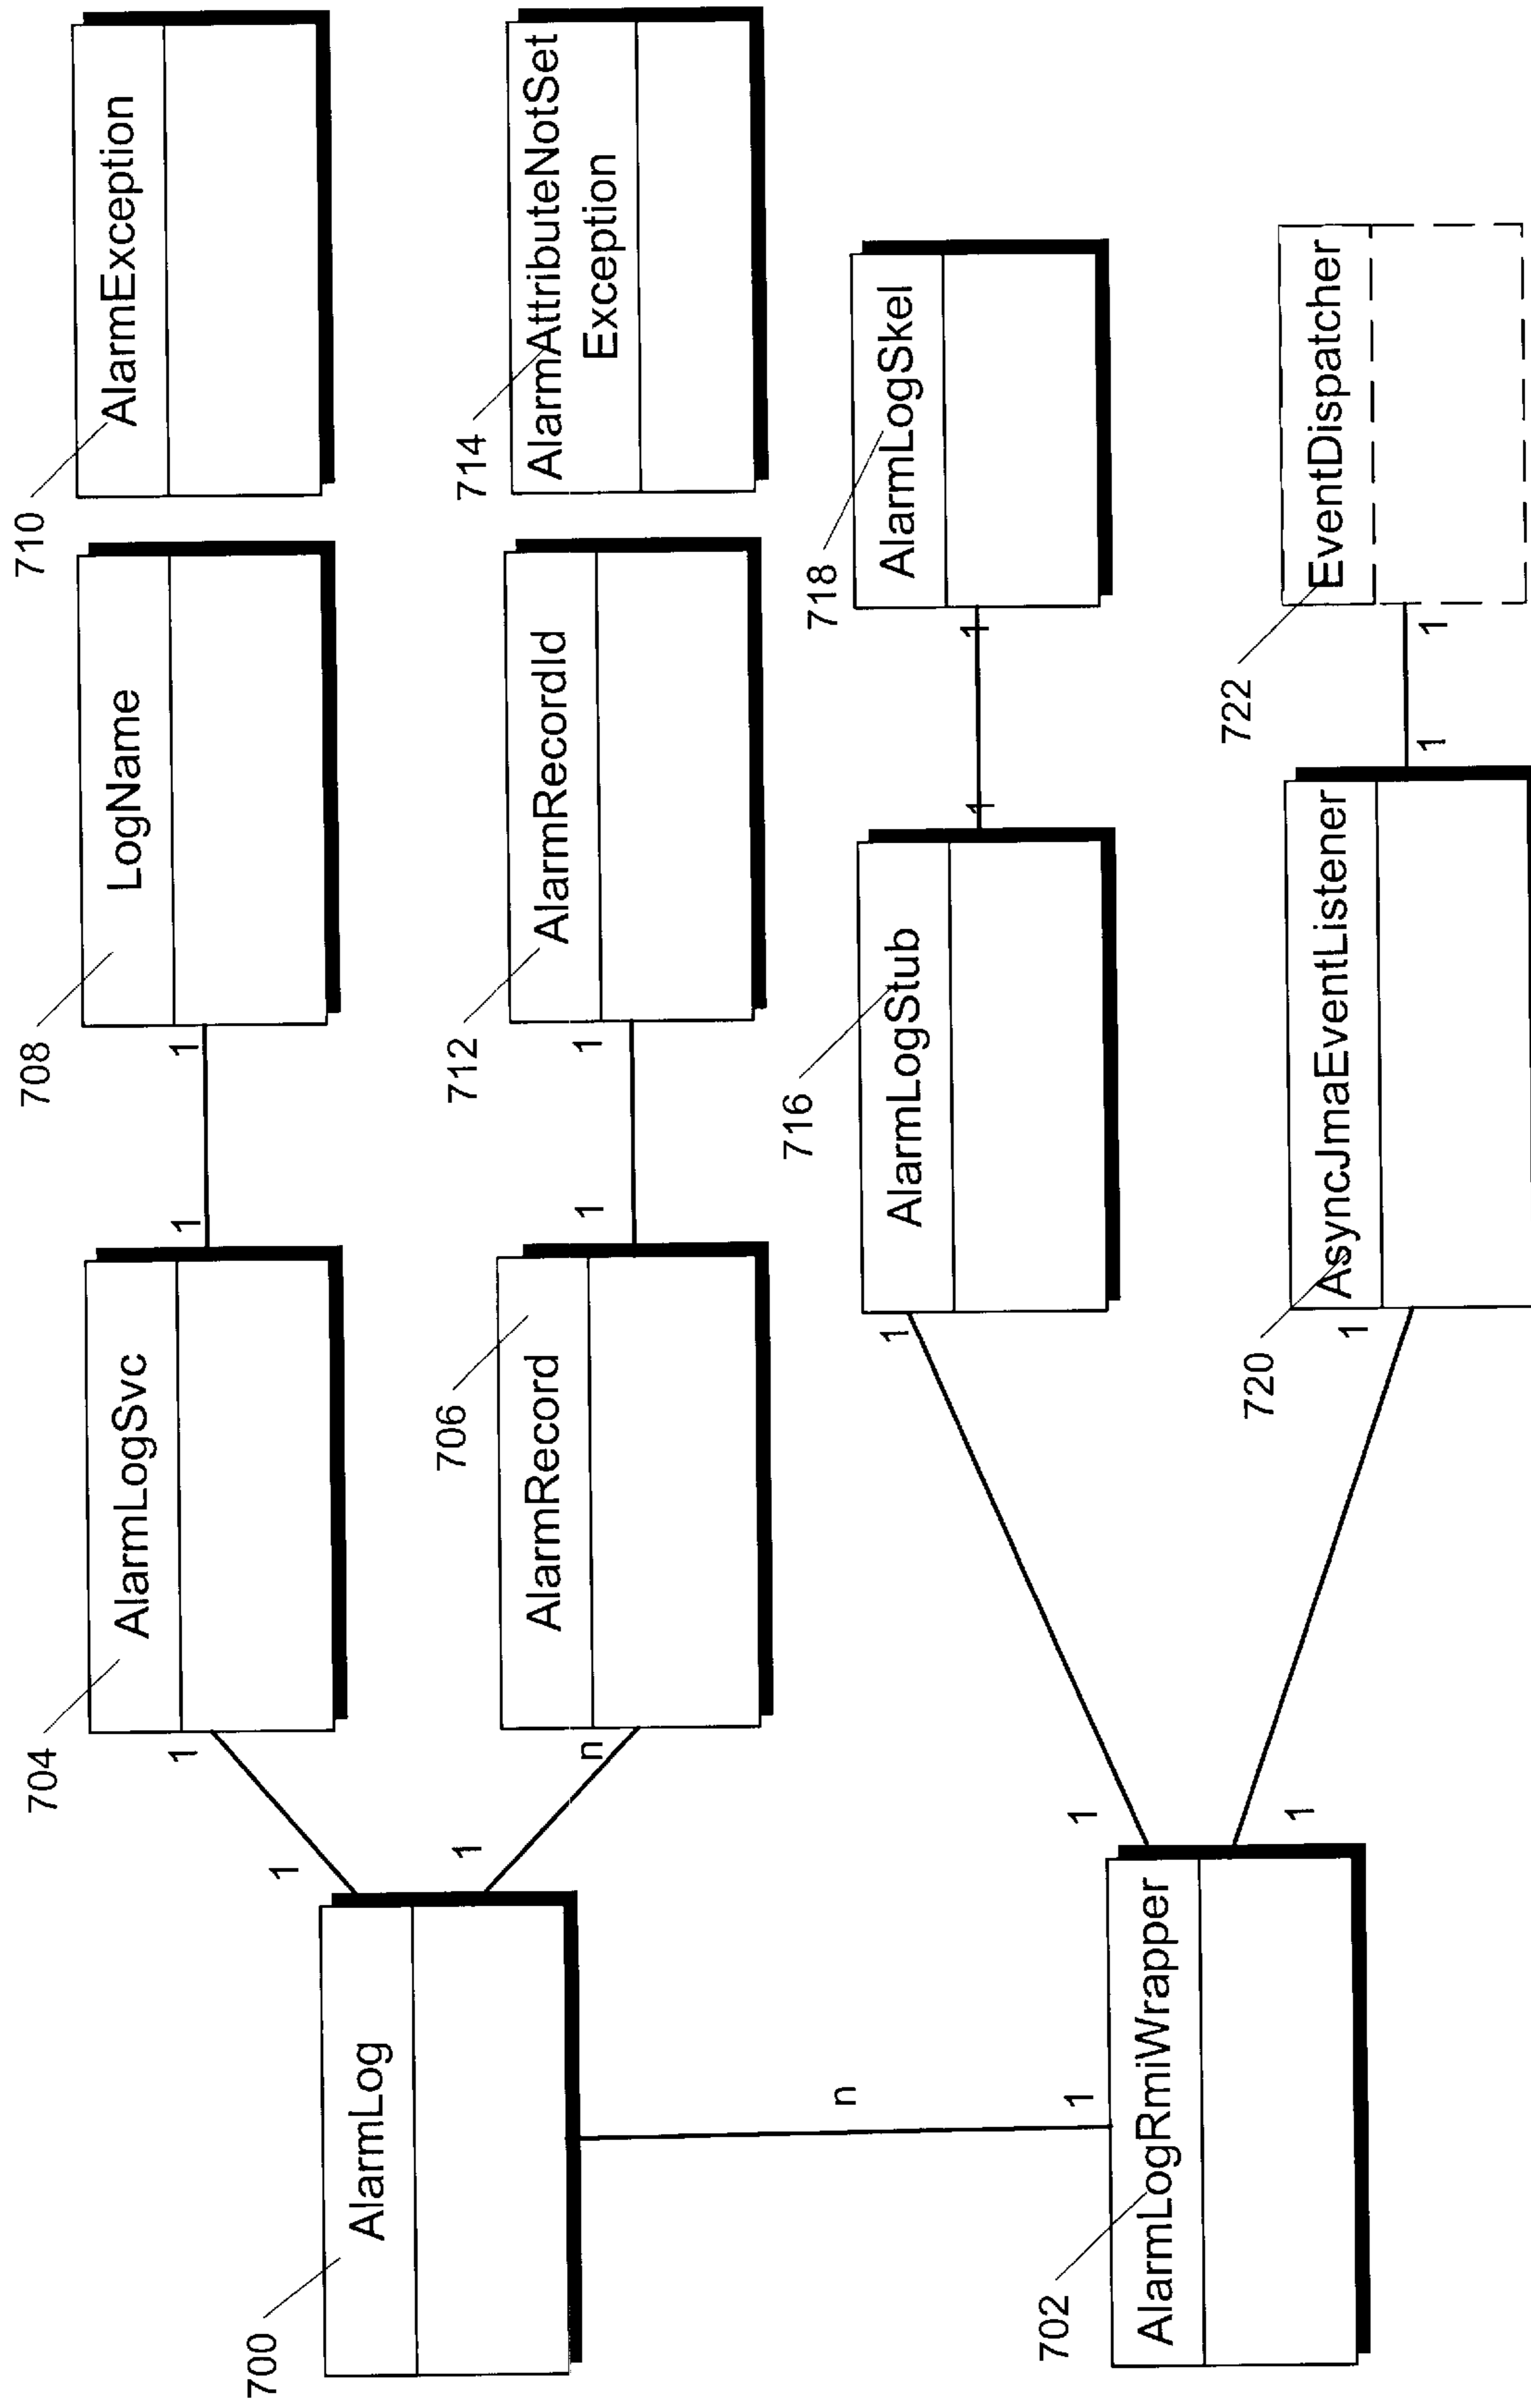 700
AlarmLog
1
1
n
704
AlarmLogSvc
1
1
708
LogName
1
710
AlarmException
706
AlarmRecord
n
1
712
AlarmRecordId
1
714
AlarmAttributeNotSet
Exception
702
AlarmLogRmiWrapper
1
1
1
716
AlarmLogStub
1
1
718
AlarmLogSkel
1
720
AsyncJmaEventListener
1
1
722
EventDispatcher
1